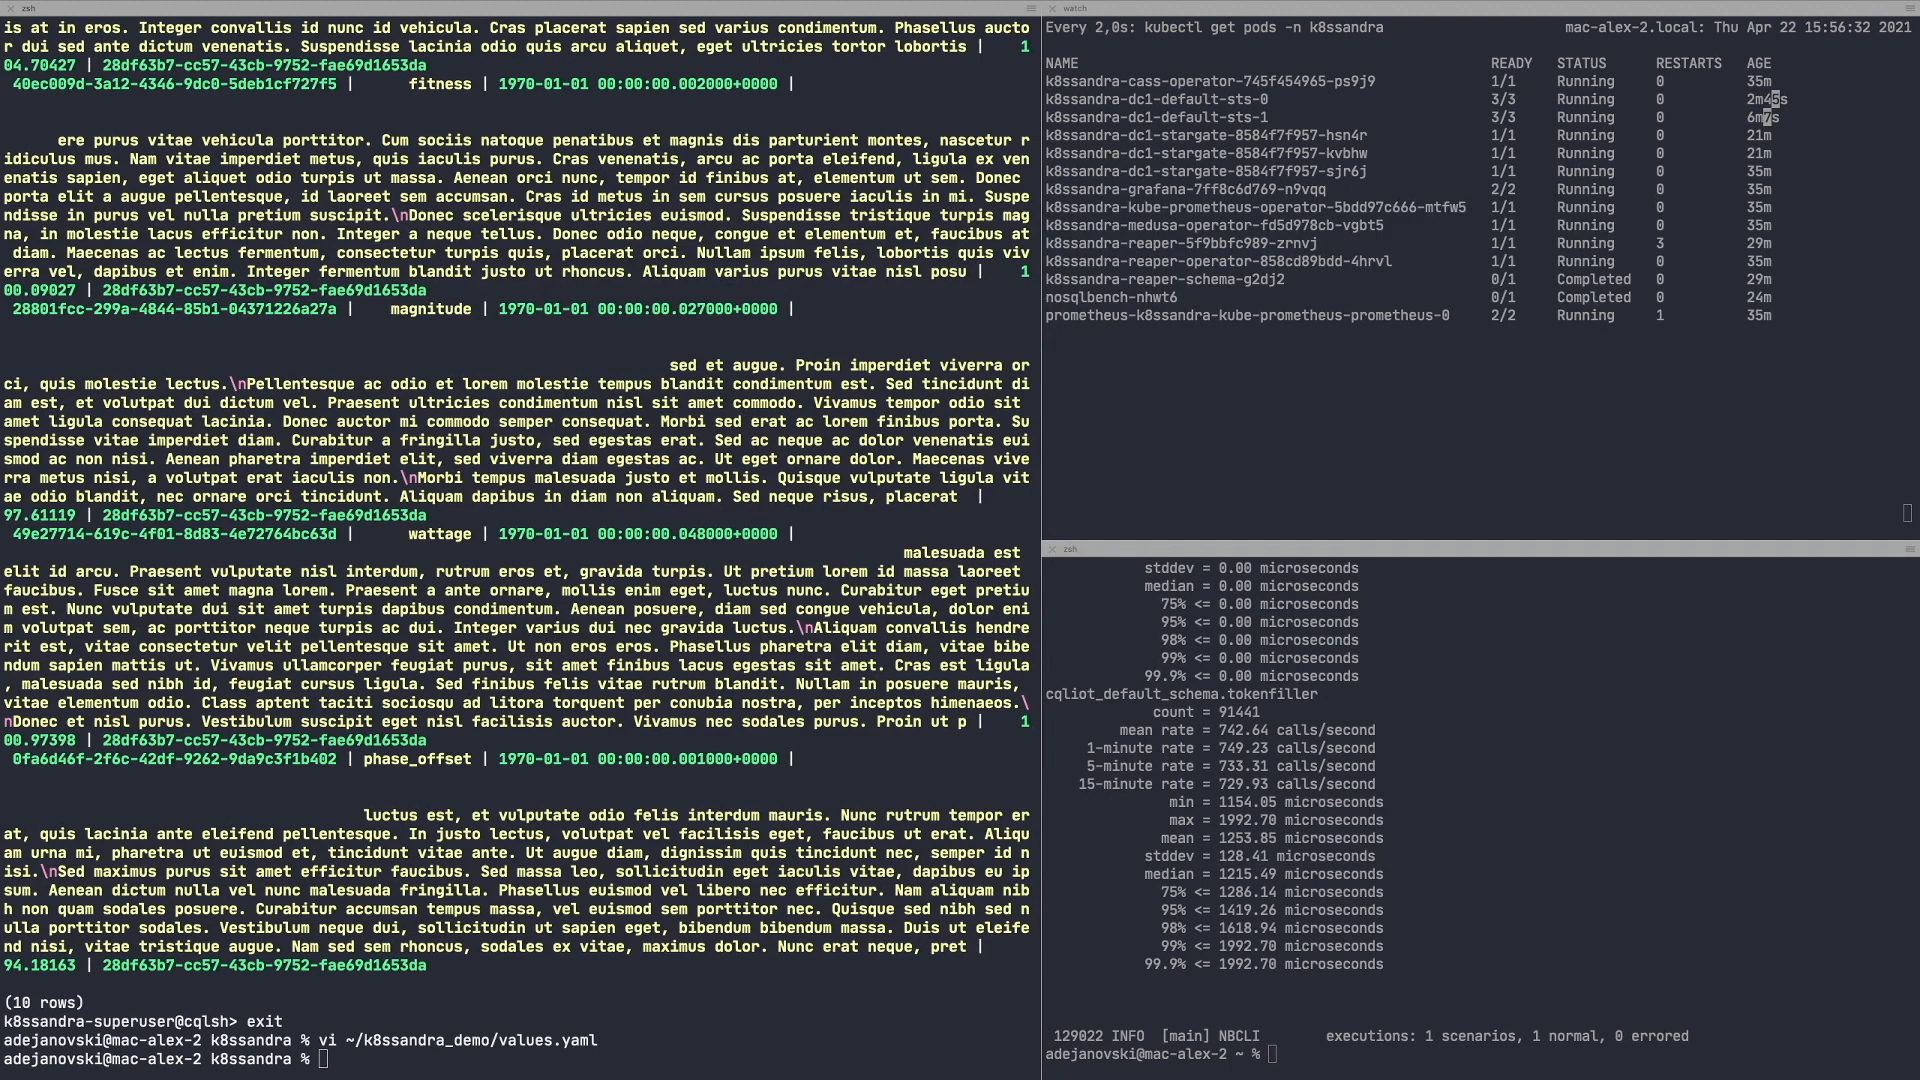 zsh
is at in eros. Integer convallis id nunc id vehicula. Cras placerat sapien sed varius condimentum. Phasellus aucto
r dui sed ante dictum venenatis. Suspendisse lacinia odio quis arcu aliquet, eget ultricies tortor lobortis | 1
04.70427 | 28df63b7-cc57-43cb-9752-fae69d1653da
40ec009d-3a12-4346-9dc0-5deb1cf727f5 | fitness | 1970-01-01 00:00:00.002000+0000 |
ere purus vitae vehicula porttitor. Cum sociis natoque penatibus et magnis dis parturient montes, nascetur r
idiculus mus. Nam vitae imperdiet metus, quis iaculis purus. Cras venenatis, arcu ac porta eleifend, ligula ex ven
enatis sapien, eget aliquet odio turpis ut massa. Aenean orci nunc, tempor id finibus at, elementum ut sem. Donec
porta elit a augue pellentesque, id laoreet sem accumsan. Cras id metus in sem cursus posuere iaculis in mi. Suspe
ndisse in purus vel nulla pretium suscipit.\nDonec scelerisque ultricies euismod. Suspendisse tristique turpis mag
na, in molestie lacus efficitur non. Integer a neque tellus. Donec odio neque, congue et elementum et, faucibus at
diam. Maecenas ac lectus fermentum, consectetur turpis quis, placerat orci. Nullam ipsum felis, lobortis quis viv
erra vel, dapibus et enim. Integer fermentum blandit justo ut rhoncus. Aliquam varius purus vitae nisl posu | 1
00.09027 | 28df63b7-cc57-43cb-9752-fae69d1653da
28801fcc-299a-4844-85b1-04371226a27a | magnitude | 1970-01-01 00:00:00.027000+0000 |
sed et augue. Proin imperdiet viverra or
ci, quis molestie lectus.\nPellentesque ac odio et lorem molestie tempus blandit condimentum est. Sed tincidunt di
am est, et volutpat dui dictum vel. Praesent ultricies condimentum nisl sit amet commodo. Vivamus tempor odio sit
amet ligula consequat lacinia. Donec auctor mi commodo semper consequat. Morbi sed erat ac lorem finibus porta. Su
spendisse vitae imperdiet diam. Curabitur a fringilla justo, sed egestas erat. Sed ac neque ac dolor venenatis eui
smod ac non nisi. Aenean pharetra imperdiet elit, sed viverra diam egestas ac. Ut eget ornare dolor. Maecenas vive
rra metus nisi, a volutpat erat iaculis non.\nMorbi tempus malesuada justo et mollis. Quisque vulputate ligula vit
ae odio blandit, nec ornare orci tincidunt. Aliquam dapibus in diam non aliquam. Sed neque risus, placerat |
97.61119 | 28df63b7-cc57-43cb-9752-fae69d1653da
49e27714-619c-4f01-8d83-4e72764bc63d | wattage | 1970-01-01 00:00:00.048000+0000 |
malesuada est
elit id arcu. Praesent vulputate nisl interdum, rutrum eros et, gravida turpis. Ut pretium lorem id massa laoreet
faucibus. Fusce sit amet magna lorem. Praesent a ante ornare, mollis enim eget, luctus nunc. Curabitur eget pretiu
m est. Nunc vulputate dui sit amet turpis dapibus condimentum. Aenean posuere, diam sed congue vehicula, dolor eni
m volutpat sem, ac porttitor neque turpis ac dui. Integer varius dui nec gravida luctus.\nAliquam convallis hendre
rit est, vitae consectetur velit pellentesque sit amet. Ut non eros eros. Phasellus pharetra elit diam, vitae bibe
ndum sapien mattis ut. Vivamus ullamcorper feugiat purus, sit amet finibus lacus egestas sit amet. Cras est ligula
, malesuada sed nibh id, feugiat cursus ligula. Sed finibus felis vitae rutrum blandit. Nullam in posuere mauris,
vitae elementum odio. Class aptent taciti sociosqu ad litora torquent per conubia nostra, per inceptos himenaeos.\
nDonec et nisl purus. Vestibulum suscipit eget nisl facilisis auctor. Vivamus nec sodales purus. Proin ut p | 1
00.97398 | 28df63b7-cc57-43cb-9752-fae69d1653da
0fa6d46f-2f6c-42df-9262-9da9c3f1b402 | phase_offset | 1970-01-01 00:00:00.001000+0000 |
luctus est, et vulputate odio felis interdum mauris. Nunc rutrum tempor er
at, quis lacinia ante eleifend pellentesque. In justo lectus, volutpat vel facilisis eget, faucibus ut erat. Aliqu
am urna mi, pharetra ut euismod et, tincidunt vitae ante. Ut augue diam, dignissim quis tincidunt nec, semper id n
isi.\nSed maximus purus sit amet efficitur faucibus. Sed massa leo, sollicitudin eget iaculis vitae, dapibus eu ip
sum. Aenean dictum nulla vel nunc malesuada fringilla. Phasellus euismod vel libero nec efficitur. Nam aliquam nib
h non quam sodales posuere. Curabitur accumsan tempus massa, vel euismod sem porttitor nec. Quisque sed nibh sed n
ulla porttitor sodales. Vestibulum neque dui, sollicitudin ut sapien eget, bibendum bibendum massa. Duis ut eleife
nd nisi, vitae tristique augue. Nam sed sem rhoncus, sodales ex vitae, maximus dolor. Nunc erat neque, pret |
94.18163 | 28df63b7-cc57-43cb-9752-fae69d1653da
(10 rows)
k8ssandra-superuser@cqlsh> exit
adejanovski@mac-alex-2 k8ssandra % vi ~/k8ssandra_demo/values.yaml
adejanovski@mac-alex-2 k8ssandra %
watch
Every 2,0s: kubectl get pods -n k8ssandra mac-alex-2.local: Thu Apr 22 15:56:32 2021
NAME READY STATUS RESTARTS AGE
k8ssandra-cass-operator-745f454965-ps9j9 1/1 Running 0 35m
k8ssandra-dc1-default-sts-0 3/3 Running 0 2m45s
k8ssandra-dc1-default-sts-1 3/3 Running 0 6m7s
k8ssandra-dc1-stargate-8584f7f957-hsn4r 1/1 Running 0 21m
k8ssandra-dc1-stargate-8584f7f957-kvbhw 1/1 Running 0 21m
k8ssandra-dc1-stargate-8584f7f957-sjr6j 1/1 Running 0 35m
k8ssandra-grafana-7ff8c6d769-n9vqq 2/2 Running 0 35m
k8ssandra-kube-prometheus-operator-5bdd97c666-mtfw5 1/1 Running 0 35m
k8ssandra-medusa-operator-fd5d978cb-vgbt5 1/1 Running 0 35m
k8ssandra-reaper-5f9bbfc989-zrnvj 1/1 Running 3 29m
k8ssandra-reaper-operator-858cd89bdd-4hrvl 1/1 Running 0 35m
k8ssandra-reaper-schema-g2dj2 0/1 Completed 0 29m
nosqlbench-nhwt6 0/1 Completed 0 24m
prometheus-k8ssandra-kube-prometheus-prometheus-0 2/2 Running 1 35m
zsh
stddev = 0.00 microseconds
median = 0.00 microseconds
75% <= 0.00 microseconds
95% <= 0.00 microseconds
98% <= 0.00 microseconds
99% <= 0.00 microseconds
99.9% <= 0.00 microseconds
cqliot_default_schema.tokenfiller
count = 91441
mean rate = 742.64 calls/second
1-minute rate = 749.23 calls/second
5-minute rate = 733.31 calls/second
15-minute rate = 729.93 calls/second
min = 1154.05 microseconds
max = 1992.70 microseconds
mean = 1253.85 microseconds
stddev = 128.41 microseconds
median = 1215.49 microseconds
75% <= 1286.14 microseconds
95% <= 1419.26 microseconds
98% <= 1618.94 microseconds
99% <= 1992.70 microseconds
99.9% <= 1992.70 microseconds
129022 INFO [main] NBCLI executions: 1 scenarios, 1 normal, 0 errored
adejanovski@mac-alex-2 ~ %